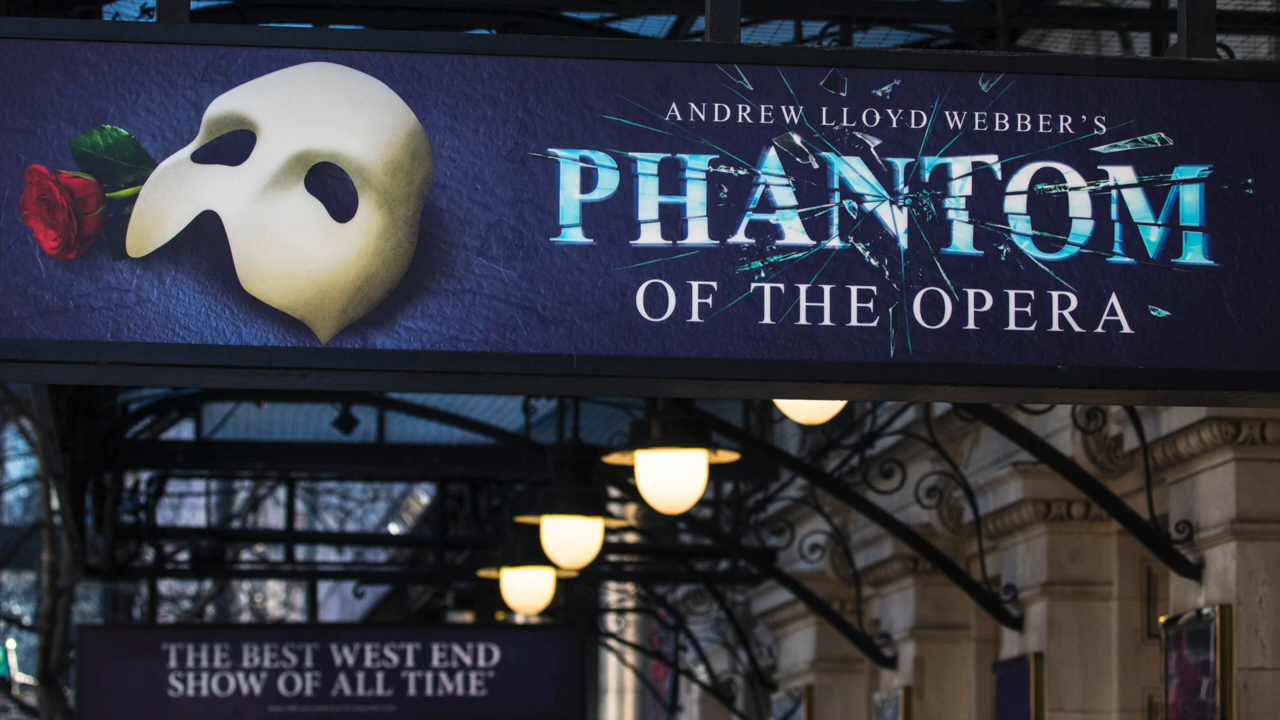 ANDREW LLOYD WEBBER'S
PHANTOM
OF THE OPERA
THE BEST WEST END
SHOW OF ALL TIME*